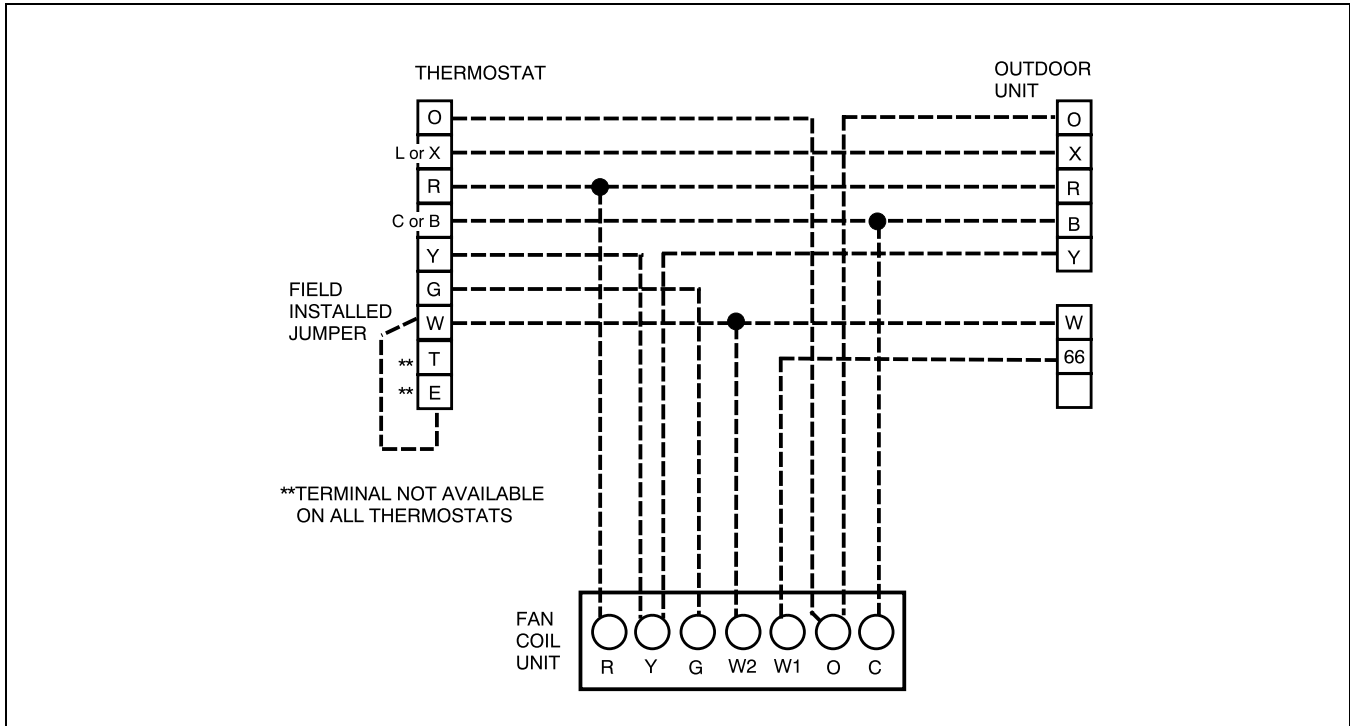 THERMOSTAT
OUTDOOR
UNIT
O
L or X
R
C or B
Y
G
W
** T
** E
FIELD
INSTALLED
JUMPER
O
X
R
B
Y
W
66
**TERMINAL NOT AVAILABLE
ON ALL THERMOSTATS
FAN
COIL
UNIT
R Y G W2 W1 O C